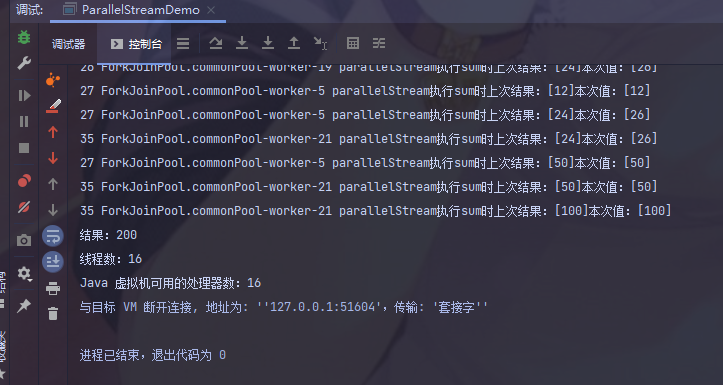 调试: ParallelStreamDemo ×
调试器 控制台
28 ForkJoinPool.commonPool-worker-19 parallelStream执行sum时上次结果: [24]本次值: [26]
27 ForkJoinPool.commonPool-worker-5 parallelStream执行sum时上次结果: [12]本次值: [12]
27 ForkJoinPool.commonPool-worker-5 parallelStream执行sum时上次结果: [24]本次值: [26]
35 ForkJoinPool.commonPool-worker-21 parallelStream执行sum时上次结果: [24]本次值: [26]
27 ForkJoinPool.commonPool-worker-5 parallelStream执行sum时上次结果: [50]本次值: [50]
35 ForkJoinPool.commonPool-worker-21 parallelStream执行sum时上次结果: [50]本次值: [50]
35 ForkJoinPool.commonPool-worker-21 parallelStream执行sum时上次结果: [100]本次值: [100]
结果: 200
线程数: 16
Java 虚拟机可用的处理器数: 16
与目标 VM 断开连接, 地址为: ''127.0.0.1:51604', 传输: '套接字''
进程已结束,退出代码为 0